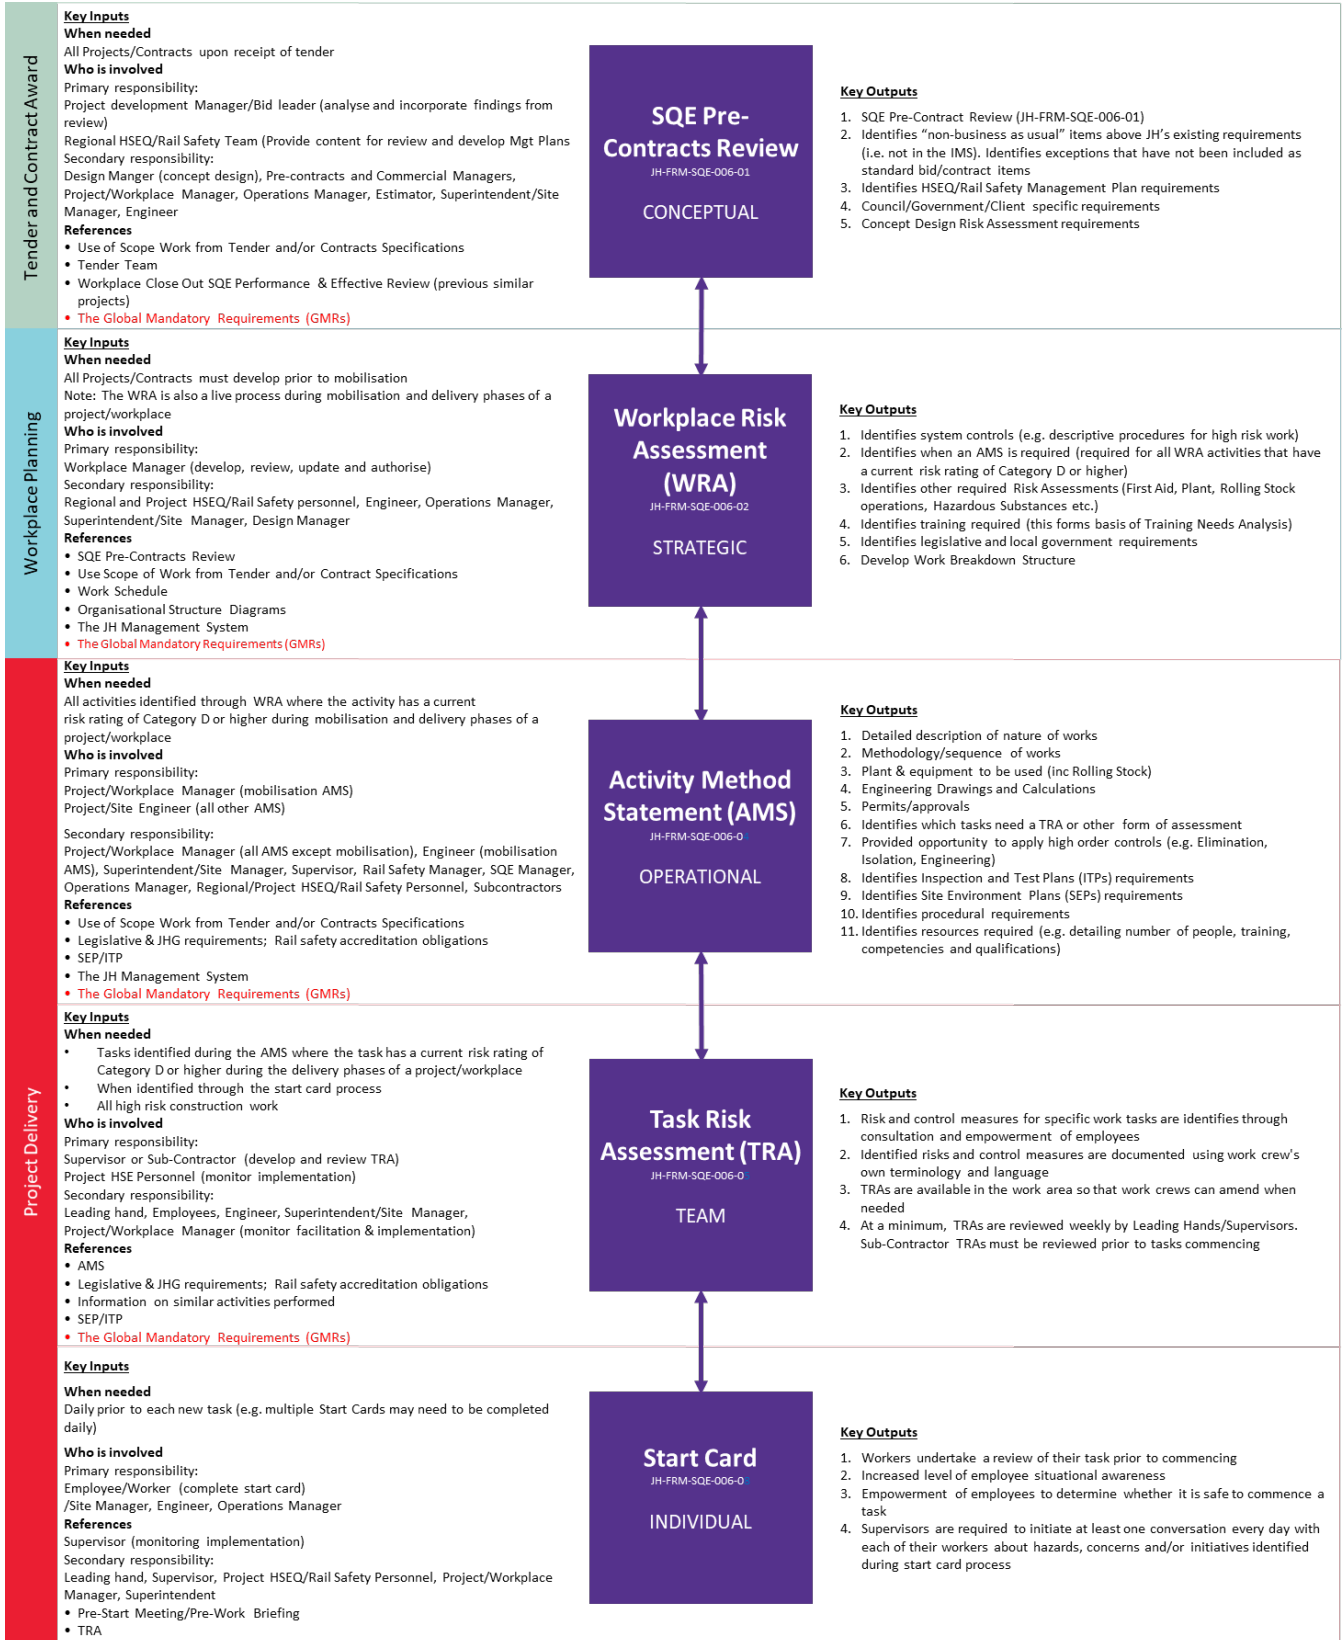 Tender and Contract Award
Key Inputs
When needed
All Projects/Contracts upon receipt of tender
Who is involved
Primary responsibility:
Project development Manager/Bid leader (analyse and incorporate findings from
review)
Regional HSEQ/Rail Safety Team (Provide content for review and develop Mgt Plans
Secondary responsibility:
Design Manger (concept design), Pre-contracts and Commercial Managers,
Project/Workplace Manager, Operations Manager, Estimator, Superintendent/Site
Manager, Engineer
References
• Use of Scope Work from Tender and/or Contracts Specifications
• Tender Team
• Workplace Close Out SQE Performance & Effective Review (previous similar
projects)
• The Global Mandatory Requirements (GMRs)
SQE Pre-
Contracts Review
JH-FRM-SQE-006-01
CONCEPTUAL
Key Outputs
1. SQE Pre-Contract Review (JH-FRM-SQE-006-01)
2. Identifies “non-business as usual” items above JH’s existing requirements
(i.e. not in the IMS). Identifies exceptions that have not been included as
standard bid/contract items
3. Identifies HSEQ/Rail Safety Management Plan requirements
4. Council/Government/Client specific requirements
5. Concept Design Risk Assessment requirements
Workplace Planning
Key Inputs
When needed
All Projects/Contracts must develop prior to mobilisation
Note: The WRA is also a live process during mobilisation and delivery phases of a
project/workplace
Who is involved
Primary responsibility:
Workplace Manager (develop, review, update and authorise)
Secondary responsibility:
Regional and Project HSEQ/Rail Safety personnel, Engineer, Operations Manager,
Superintendent/Site Manager, Design Manager
References
• SQE Pre-Contracts Review
• Use Scope of Work from Tender and/or Contract Specifications
• Work Schedule
• Organisational Structure Diagrams
• The JH Management System
• The Global Mandatory Requirements (GMRs)
Workplace Risk
Assessment
(WRA)
JH-FRM-SQE-006-02
STRATEGIC
Key Outputs
1. Identifies system controls (e.g. descriptive procedures for high risk work)
2. Identifies when an AMS is required (required for all WRA activities that have
a current risk rating of Category D or higher)
3. Identifies other required Risk Assessments (First Aid, Plant, Rolling Stock
operations, Hazardous Substances etc.)
4. Identifies training required (this forms basis of Training Needs Analysis)
5. Identifies legislative and local government requirements
6. Develop Work Breakdown Structure
Project Delivery
Key Inputs
When needed
All activities identified through WRA where the activity has a current
risk rating of Category D or higher during mobilisation and delivery phases of a
project/workplace
Who is involved
Primary responsibility:
Project/Workplace Manager (mobilisation AMS)
Project/Site Engineer (all other AMS)
Secondary responsibility:
Project/Workplace Manager (all AMS except mobilisation), Engineer (mobilisation
AMS), Superintendent/Site Manager, Supervisor, Rail Safety Manager, SQE Manager,
Operations Manager, Regional/Project HSEQ/Rail Safety Personnel, Subcontractors
References
• Use of Scope Work from Tender and/or Contracts Specifications
• Legislative & JHG requirements; Rail safety accreditation obligations
• SEP/ITP
• The JH Management System
• The Global Mandatory Requirements (GMRs)
Activity Method
Statement (AMS)
JH-FRM-SQE-006-0
OPERATIONAL
Key Outputs
1. Detailed description of nature of works
2. Methodology/sequence of works
3. Plant & equipment to be used (inc Rolling Stock)
4. Engineering Drawings and Calculations
5. Permits/approvals
6. Identifies which tasks need a TRA or other form of assessment
7. Provided opportunity to apply high order controls (e.g. Elimination,
Isolation, Engineering)
8. Identifies Inspection and Test Plans (ITPs) requirements
9. Identifies Site Environment Plans (SEPs) requirements
10. Identifies procedural requirements
11. Identifies resources required (e.g. detailing number of people, training,
competencies and qualifications)
Key Inputs
When needed
• Tasks identified during the AMS where the task has a current risk rating of
Category D or higher during the delivery phases of a project/workplace
• When identified through the start card process
• All high risk construction work
Who is involved
Primary responsibility:
Supervisor or Sub-Contractor (develop and review TRA)
Project HSE Personnel (monitor implementation)
Secondary responsibility:
Leading hand, Employees, Engineer, Superintendent/Site Manager,
Project/Workplace Manager (monitor facilitation & implementation)
References
• AMS
• Legislative & JHG requirements; Rail safety accreditation obligations
• Information on similar activities performed
• SEP/ITP
• The Global Mandatory Requirements (GMRs)
Task Risk
Assessment (TRA)
JH-FRM-SQE-006-0
TEAM
Key Outputs
1. Risk and control measures for specific work tasks are identifies through
consultation and empowerment of employees
2. Identified risks and control measures are documented using work crew's
own terminology and language
3. TRAs are available in the work area so that work crews can amend when
needed
4. At a minimum, TRAs are reviewed weekly by Leading Hands/Supervisors.
Sub-Contractor TRAs must be reviewed prior to tasks commencing
Key Inputs
When needed
Daily prior to each new task (e.g. multiple Start Cards may need to be completed
daily)
Who is involved
Primary responsibility:
Employee/Worker (complete start card)
/Site Manager, Engineer, Operations Manager
References
Supervisor (monitoring implementation)
Secondary responsibility:
Leading hand, Supervisor, Project HSEQ/Rail Safety Personnel, Project/Workplace
Manager, Superintendent
• Pre-Start Meeting/Pre-Work Briefing
• TRA
Start Card
JH-FRM-SQE-006-0
INDIVIDUAL
Key Outputs
1. Workers undertake a review of their task prior to commencing
2. Increased level of employee situational awareness
3. Empowerment of employees to determine whether it is safe to commence a
task
4. Supervisors are required to initiate at least one conversation every day with
each of their workers about hazards, concerns and/or initiatives identified
during start card process